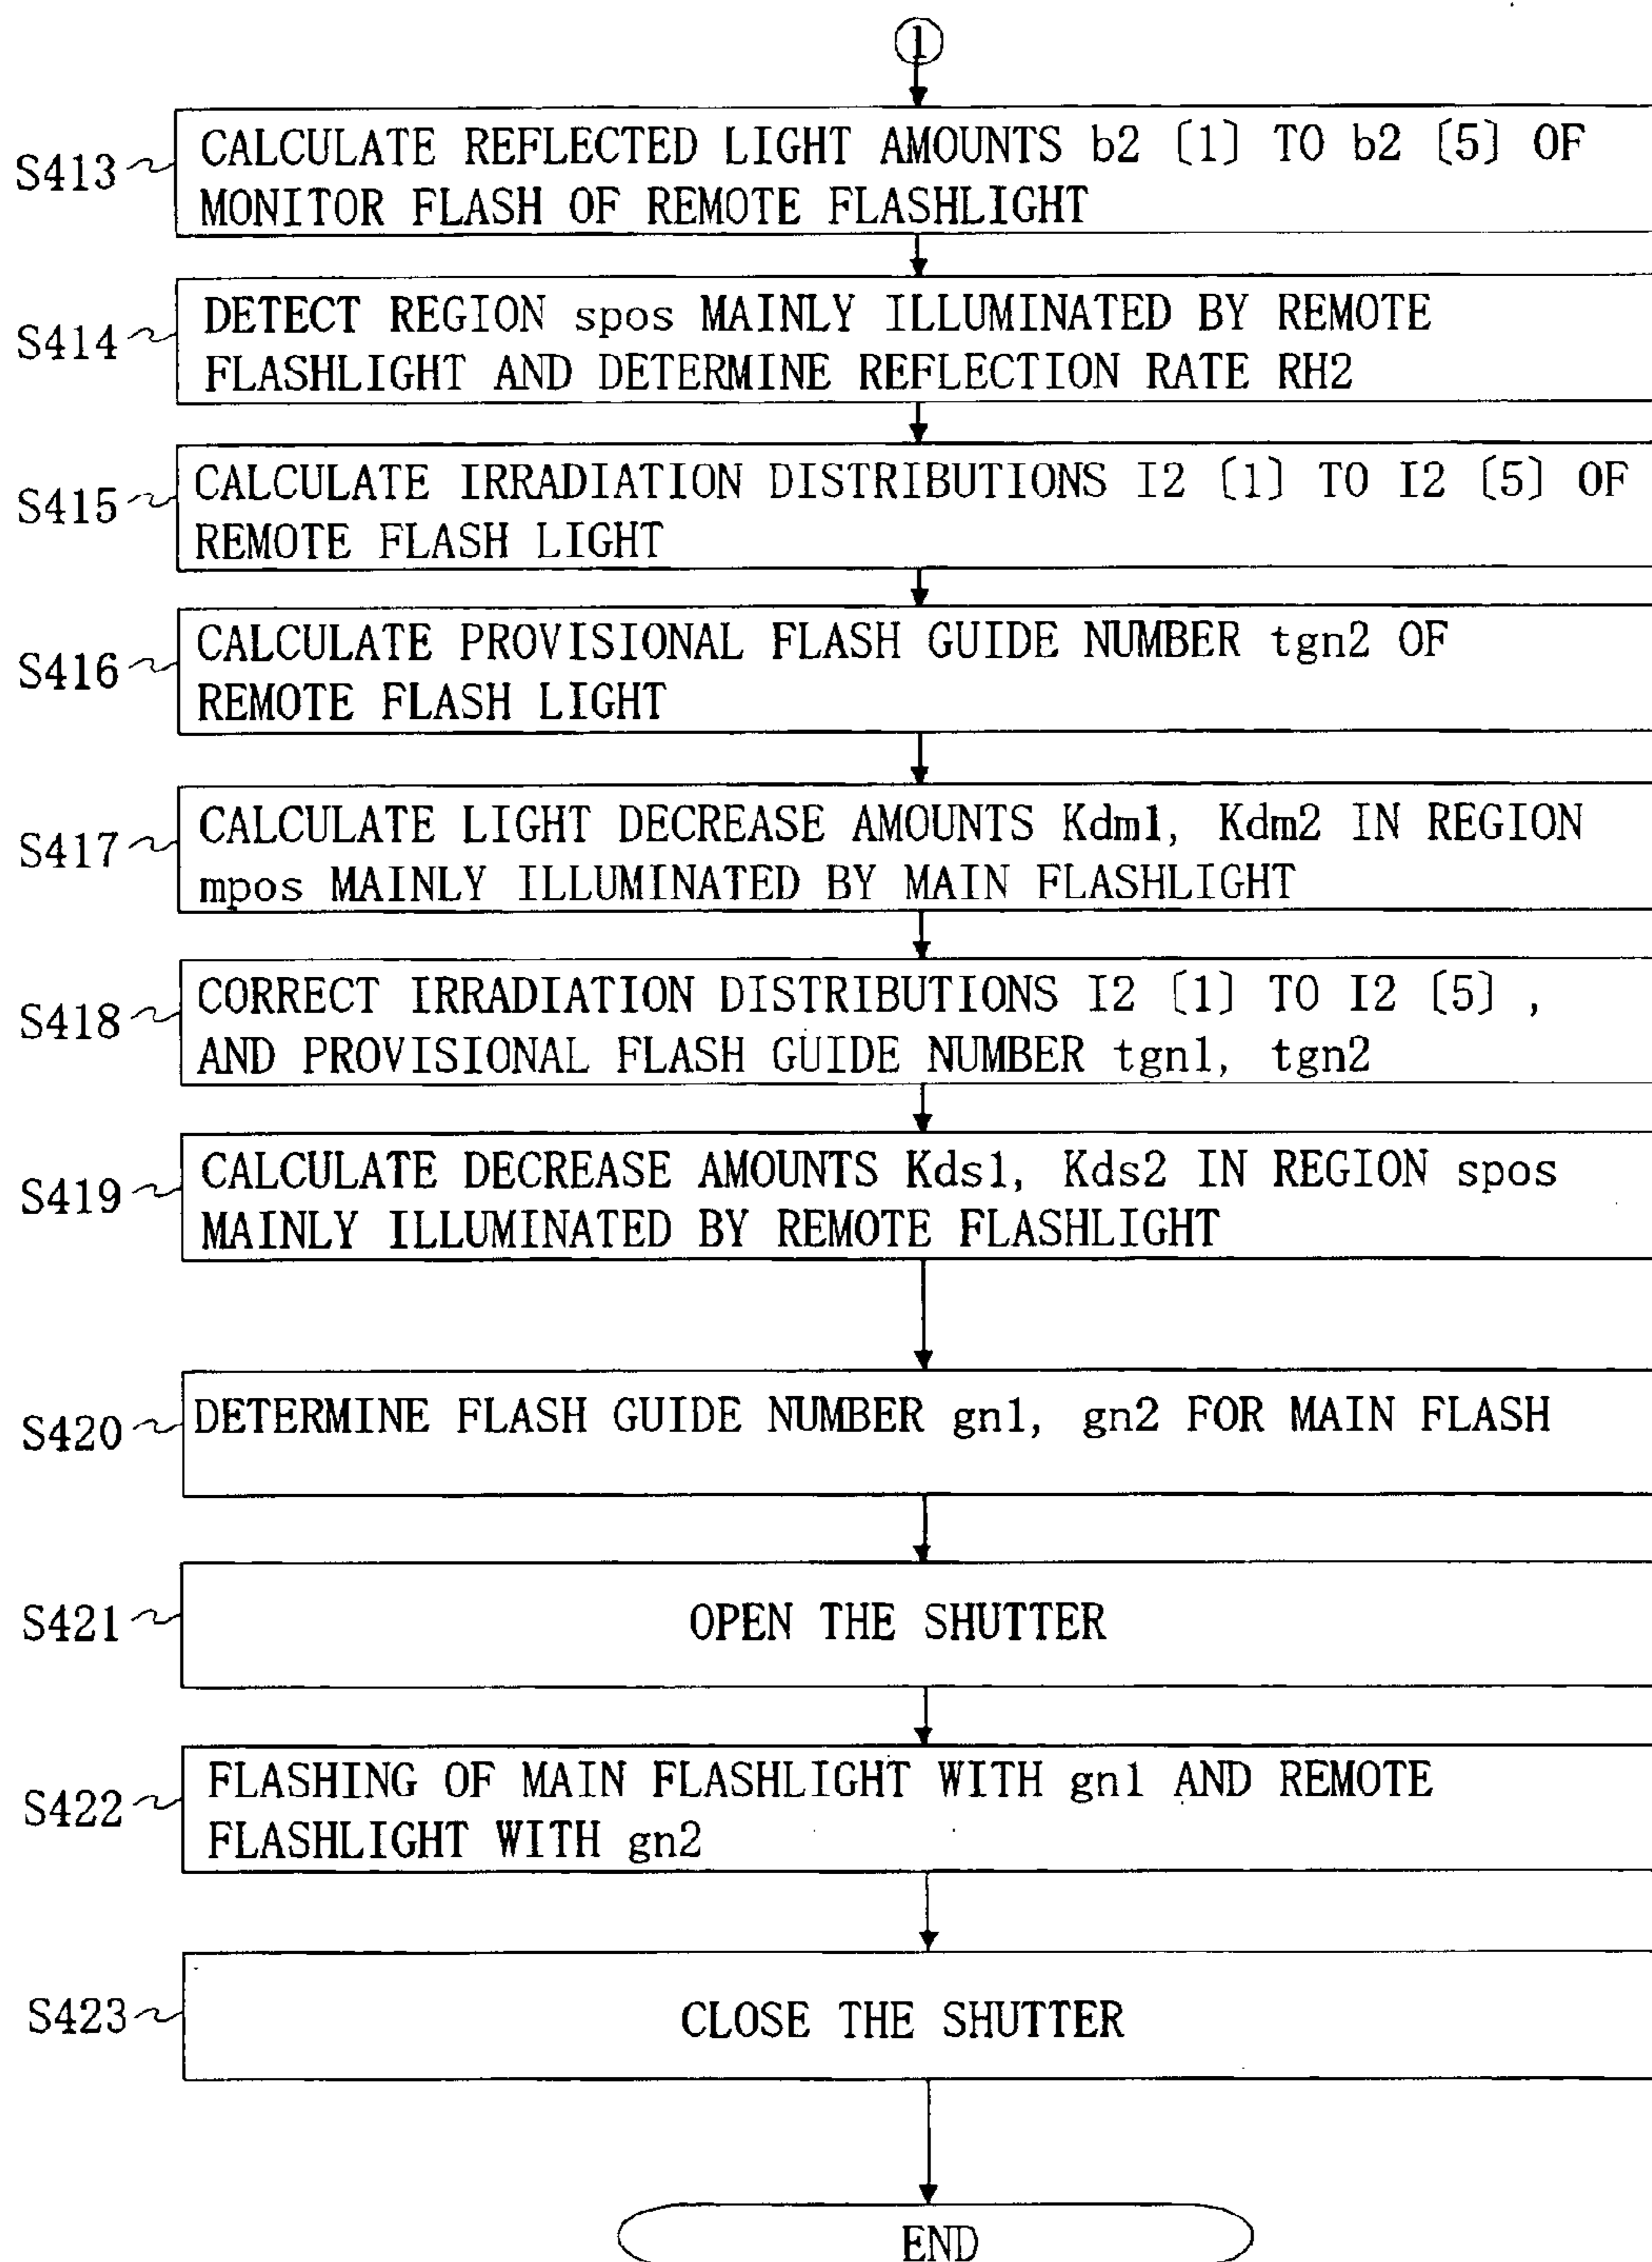 ①
S413
CALCULATE REFLECTED LIGHT AMOUNTS b2 [1] TO b2 [5] OF
MONITOR FLASH OF REMOTE FLASHLIGHT
S414
DETECT REGION spos MAINLY ILLUMINATED BY REMOTE
FLASHLIGHT AND DETERMINE REFLECTION RATE RH2
S415
CALCULATE IRRADIATION DISTRIBUTIONS I2 [1] TO I2 [5] OF
REMOTE FLASH LIGHT
S416
CALCULATE PROVISIONAL FLASH GUIDE NUMBER tgn2 OF
REMOTE FLASH LIGHT
S417
CALCULATE LIGHT DECREASE AMOUNTS Kdm1, Kdm2 IN REGION
mpos MAINLY ILLUMINATED BY MAIN FLASHLIGHT
S418
CORRECT IRRADIATION DISTRIBUTIONS I2 [1] TO I2 [5] ,
AND PROVISIONAL FLASH GUIDE NUMBER tgn1, tgn2
S419
CALCULATE DECREASE AMOUNTS Kds1, Kds2 IN REGION spos
MAINLY ILLUMINATED BY REMOTE FLASHLIGHT
S420
DETERMINE FLASH GUIDE NUMBER gn1, gn2 FOR MAIN FLASH
S421
OPEN THE SHUTTER
S422
FLASHING OF MAIN FLASHLIGHT WITH gn1 AND REMOTE
FLASHLIGHT WITH gn2
S423
CLOSE THE SHUTTER
END